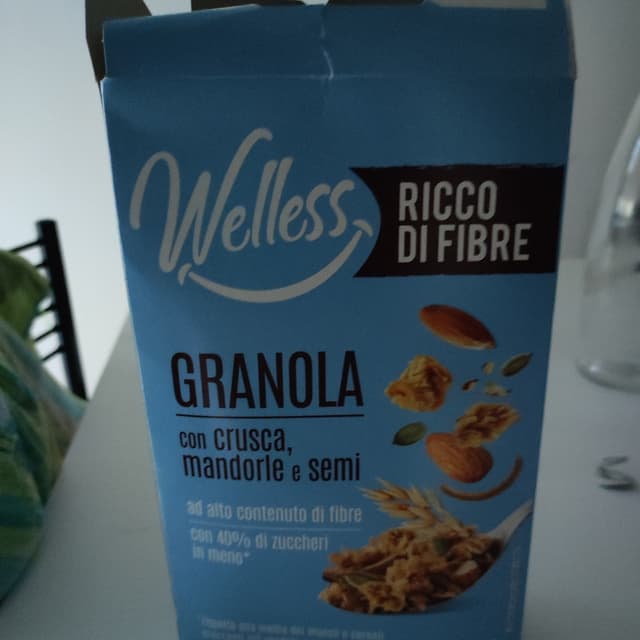 Welless
RICCO
DI FIBRE
GRANOLA
con crusca,
mandorle e semi
ad alto contenuto di fibre
con 40% di zuccheri
in meno*